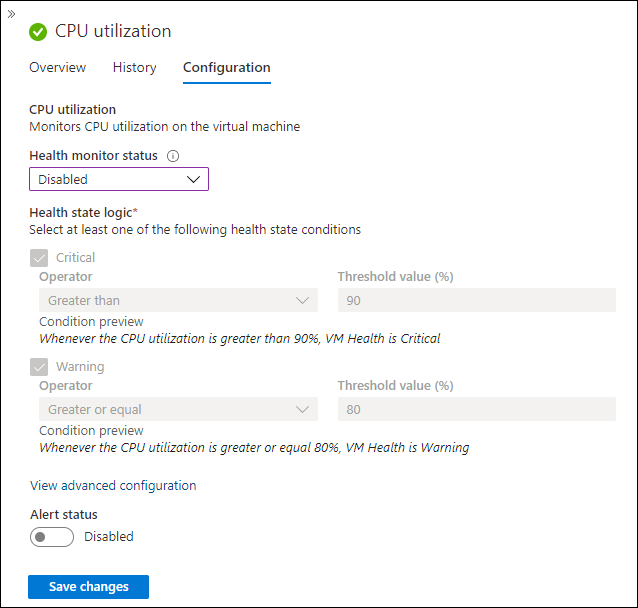 CPU utilization
Overview History Configuration
CPU utilization
Monitors CPU utilization on the virtual machine
Health monitor status
Disabled
Health state logic*
Select at least one of the following health state conditions
Critical
Operator Threshold value (%)
Greater than 90
Condition preview
Whenever the CPU utilization is greater than 90%, VM Health is Critical
Warning
Operator Threshold value (%)
Greater or equal 80
Condition preview
Whenever the CPU utilization is greater or equal 80%, VM Health is Warning
View advanced configuration
Alert status
Disabled
Save changes